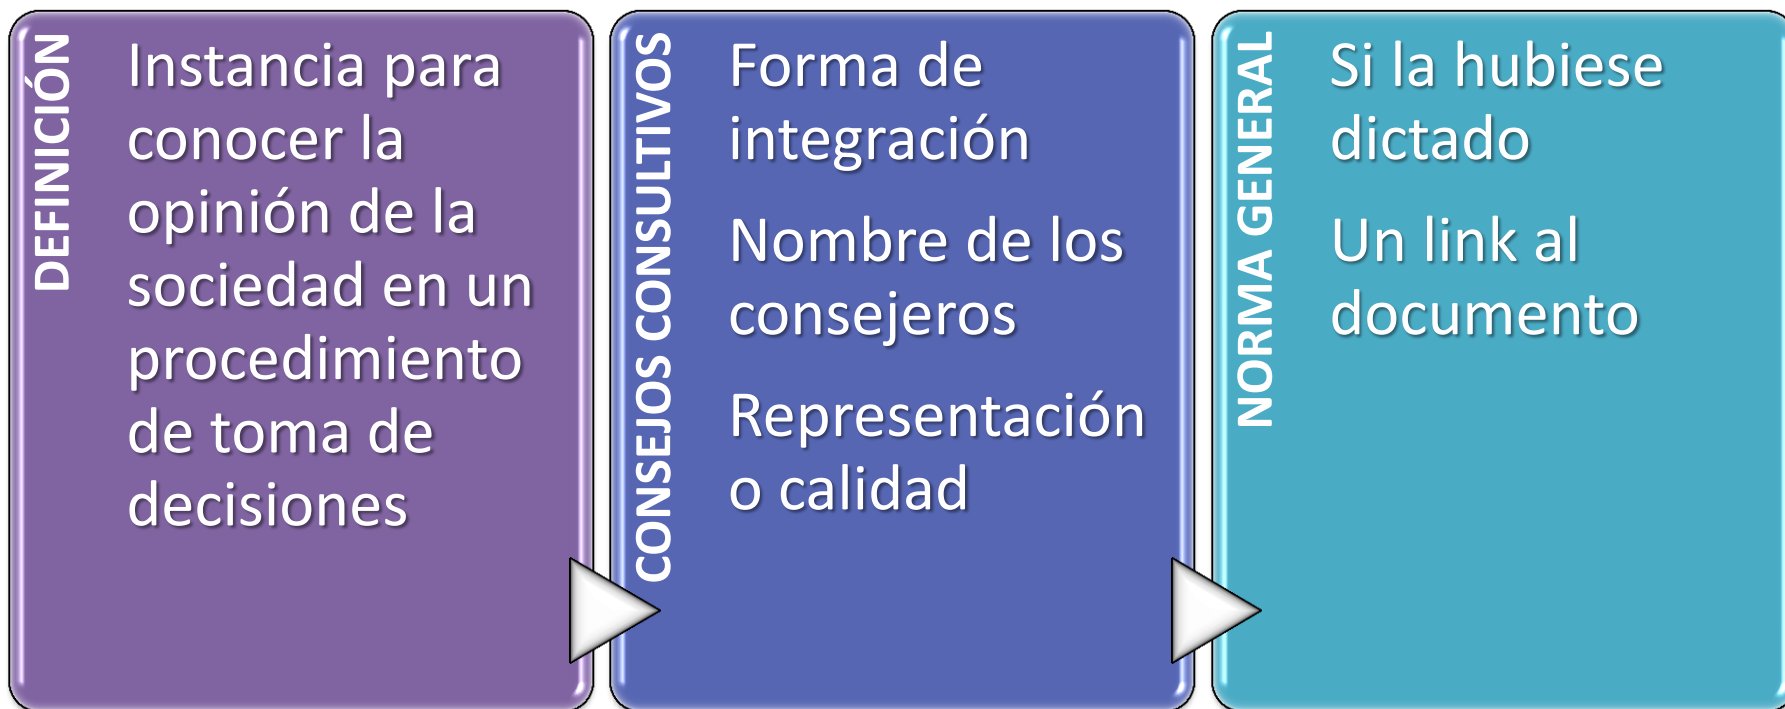 DEFINICIÓN
Instancia para
conocer la
opinión de la
sociedad en un
procedimiento
de toma de
decisiones
CONSEJOS CONSULTIVOS
Forma de
integración
Nombre de los
consejeros
Representación
o calidad
NORMA GENERAL
Si la hubiese
dictado
Un link al
documento